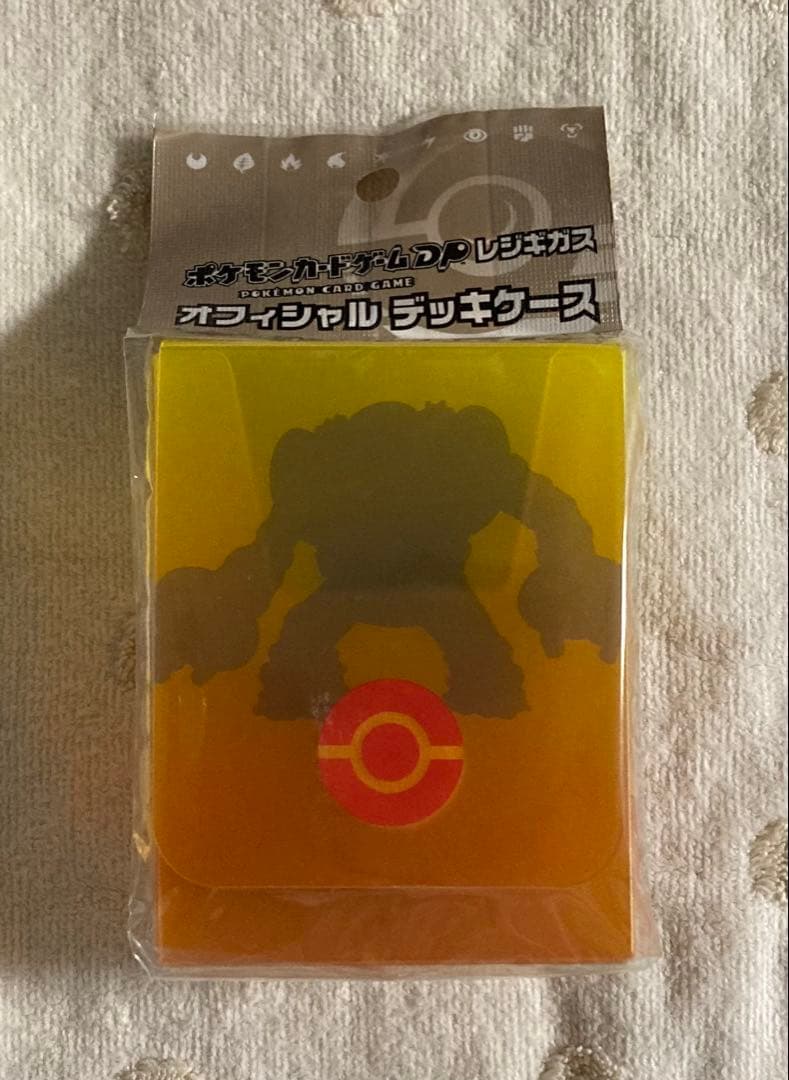 ポケモンカードゲームDP レジギガス
POKÉMON CARD GAME
オフィシャル デッキケース